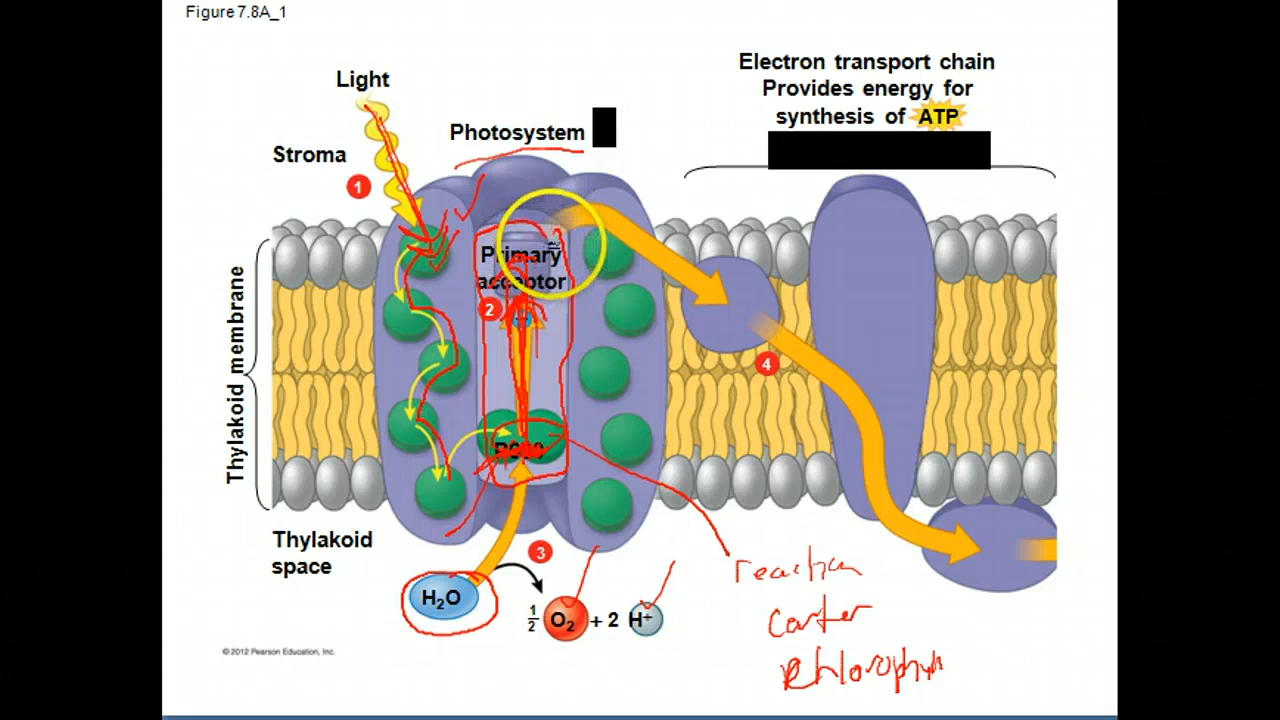 Figure 7.8A_1
Electron transport chain
Provides energy for
synthesis of ATP
Light
Photosystem
Stroma
1
Primary
acceptor
2
4
Thylakoid membrane
Thylakoid
space
3
H₂O
½ O₂ + 2 H⁺
reaction
center
chlorophyll
© 2012 Pearson Education, Inc.